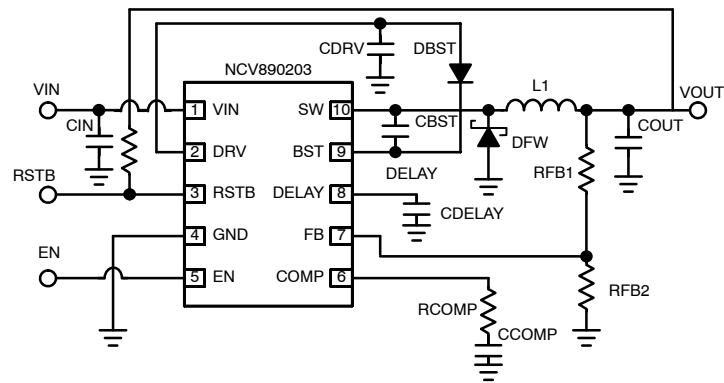 CDRV
DBST
NCV890203
VIN
L1
VOUT
1 VIN
SW 10
CIN
CBST
DFW
COUT
2 DRV
BST 9
DELAY
RSTB
RFB1
3 RSTB
DELAY 8
CDELAY
4 GND
FB 7
EN
5 EN
COMP 6
RFB2
RCOMP
CCOMP